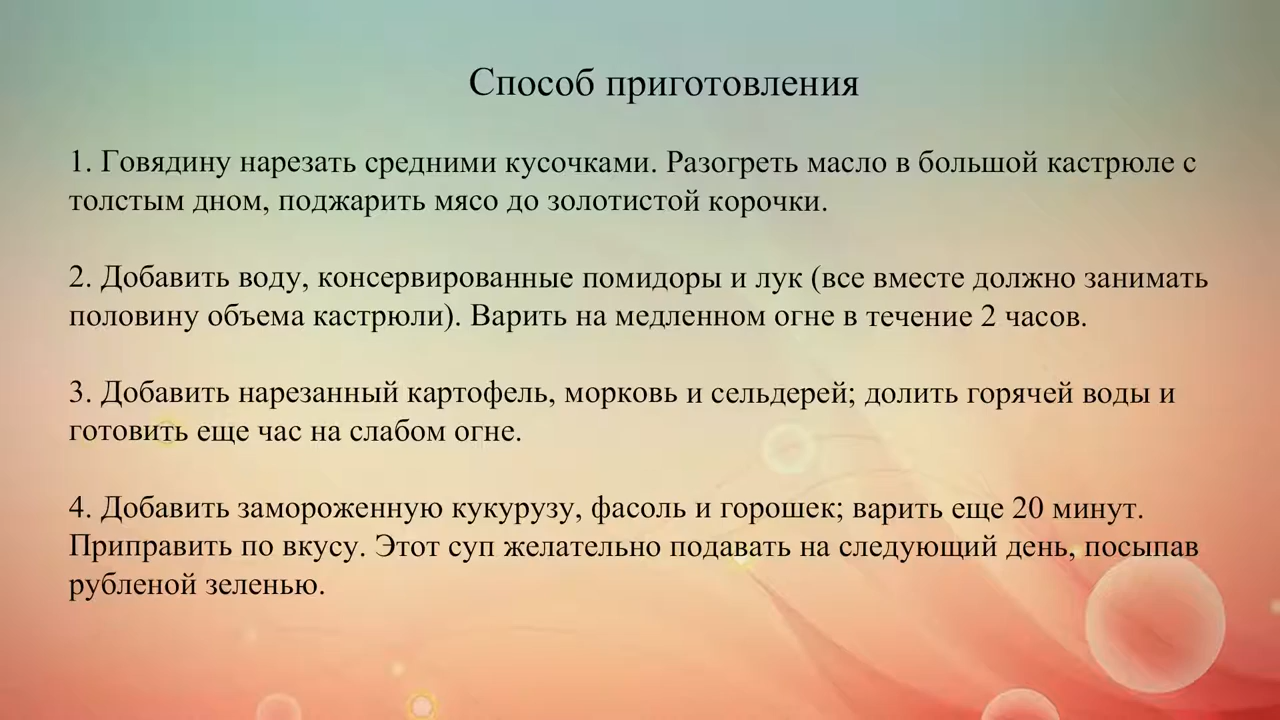 Способ приготовления
1. Говядину нарезать средними кусочками. Разогреть масло в большой кастрюле с
толстым дном, поджарить мясо до золотистой корочки.
2. Добавить воду, консервированные помидоры и лук (все вместе должно занимать
половину объема кастрюли). Варить на медленном огне в течение 2 часов.
3. Добавить нарезанный картофель, морковь и сельдерей; долить горячей воды и
готовить еще час на слабом огне.
4. Добавить замороженную кукурузу, фасоль и горошек; варить еще 20 минут.
Приправить по вкусу. Этот суп желательно подавать на следующий день, посыпав
рубленой зеленью.